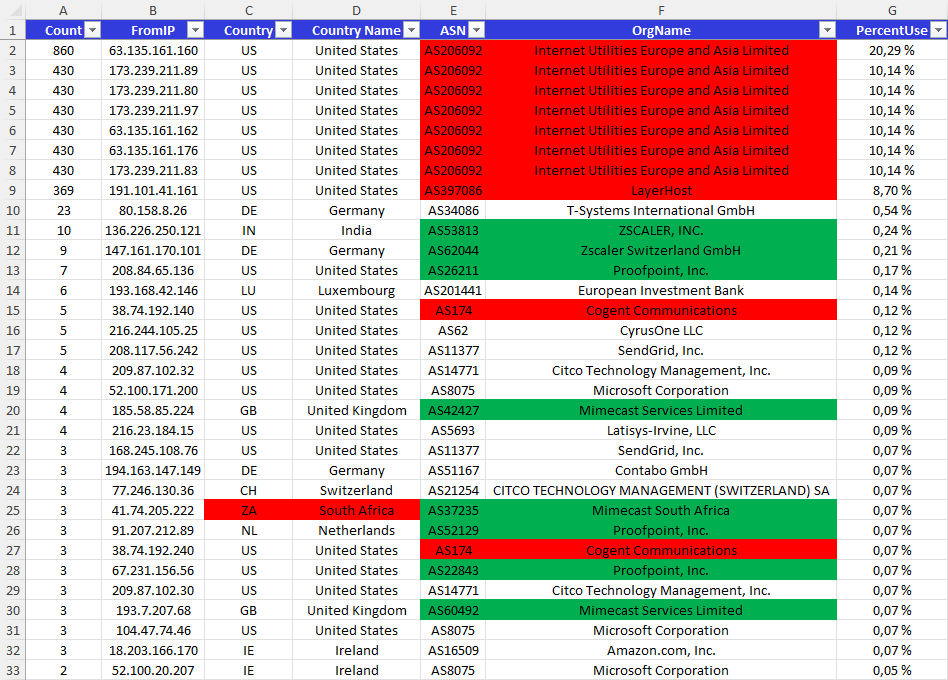 A B C D E F G
1 Count FromIP Country Country Name ASN OrgName PercentUse
2 860 63.135.161.160 US United States AS206092 Internet Utilities Europe and Asia Limited 20,29 %
3 430 173.239.211.89 US United States AS206092 Internet Utilities Europe and Asia Limited 10,14 %
4 430 173.239.211.80 US United States AS206092 Internet Utilities Europe and Asia Limited 10,14 %
5 430 173.239.211.97 US United States AS206092 Internet Utilities Europe and Asia Limited 10,14 %
6 430 63.135.161.162 US United States AS206092 Internet Utilities Europe and Asia Limited 10,14 %
7 430 63.135.161.176 US United States AS206092 Internet Utilities Europe and Asia Limited 10,14 %
8 430 173.239.211.83 US United States AS206092 Internet Utilities Europe and Asia Limited 10,14 %
9 369 191.101.41.161 US United States AS397086 LayerHost 8,70 %
10 23 80.158.8.26 DE Germany AS34086 T-Systems International GmbH 0,54 %
11 10 136.226.250.121 IN India AS53813 ZSCALER, INC. 0,24 %
12 9 147.161.170.101 DE Germany AS62044 Zscaler Switzerland GmbH 0,21 %
13 7 208.84.65.136 US United States AS26211 Proofpoint, Inc. 0,17 %
14 6 193.168.42.146 LU Luxembourg AS201441 European Investment Bank 0,14 %
15 5 38.74.192.140 US United States AS174 Cogent Communications 0,12 %
16 5 216.244.105.25 US United States AS62 CyrusOne LLC 0,12 %
17 5 208.117.56.242 US United States AS11377 SendGrid, Inc. 0,12 %
18 4 209.87.102.32 US United States AS14771 Citco Technology Management, Inc. 0,09 %
19 4 52.100.171.200 US United States AS8075 Microsoft Corporation 0,09 %
20 4 185.58.85.224 GB United Kingdom AS42427 Mimecast Services Limited 0,09 %
21 4 216.23.184.15 US United States AS5693 Latisys-Irvine, LLC 0,09 %
22 3 168.245.108.76 US United States AS11377 SendGrid, Inc. 0,07 %
23 3 194.163.147.149 DE Germany AS51167 Contabo GmbH 0,07 %
24 3 77.246.130.36 CH Switzerland AS21254 CITCO TECHNOLOGY MANAGEMENT (SWITZERLAND) SA 0,07 %
25 3 41.74.205.222 ZA South Africa AS37235 Mimecast South Africa 0,07 %
26 3 91.207.212.89 NL Netherlands AS52129 Proofpoint, Inc. 0,07 %
27 3 38.74.192.240 US United States AS174 Cogent Communications 0,07 %
28 3 67.231.156.56 US United States AS22843 Proofpoint, Inc. 0,07 %
29 3 209.87.102.30 US United States AS14771 Citco Technology Management, Inc. 0,07 %
30 3 193.7.207.68 GB United Kingdom AS60492 Mimecast Services Limited 0,07 %
31 3 104.47.74.46 US United States AS8075 Microsoft Corporation 0,07 %
32 3 18.203.166.170 IE Ireland AS16509 Amazon.com, Inc. 0,07 %
33 2 52.100.20.207 IE Ireland AS8075 Microsoft Corporation 0,05 %